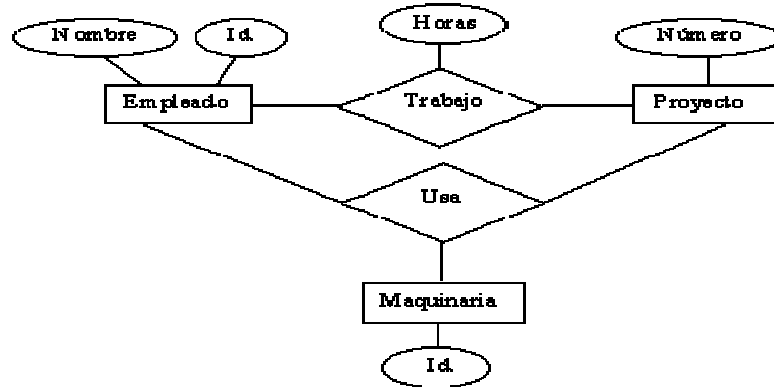 Nombre
Id.
Horas
Número
Empleado
Trabajo
Proyecto
Usa
Maquinaria
Id.